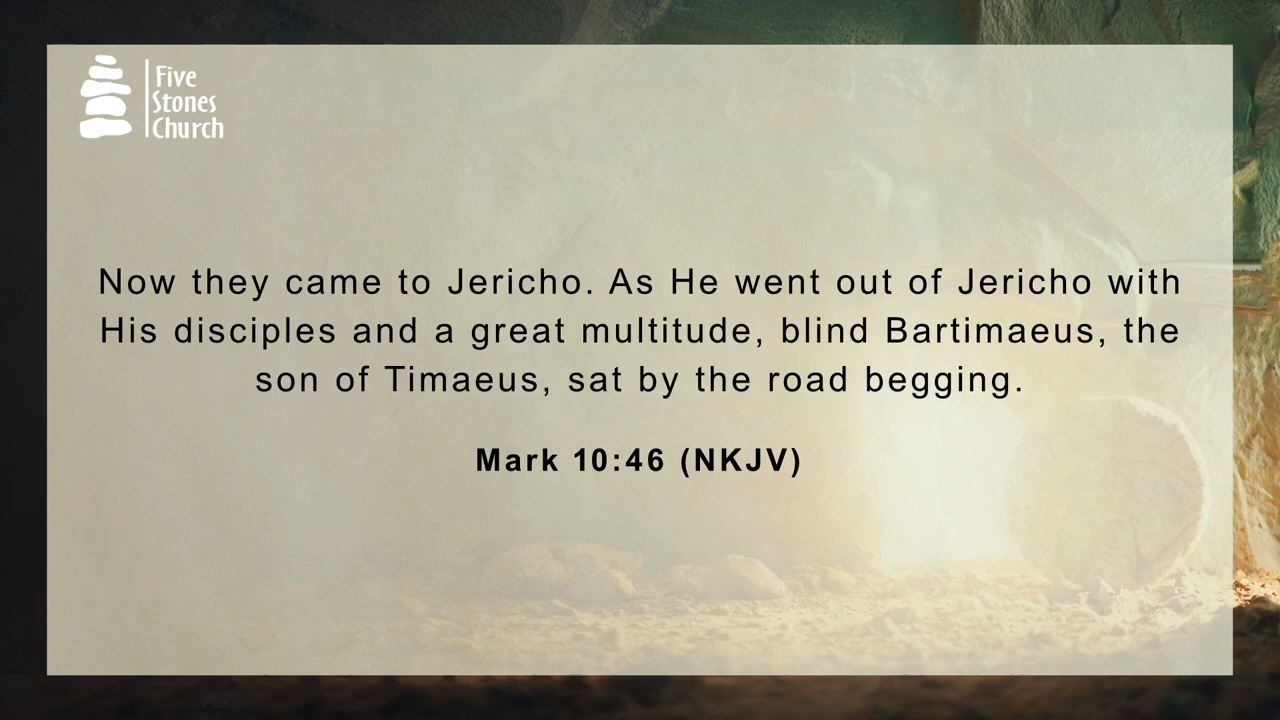 Five
Stones
Church
Now they came to Jericho. As He went out of Jericho with
His disciples and a great multitude, blind Bartimaeus, the
son of Timaeus, sat by the road begging.
Mark 10:46 (NKJV)